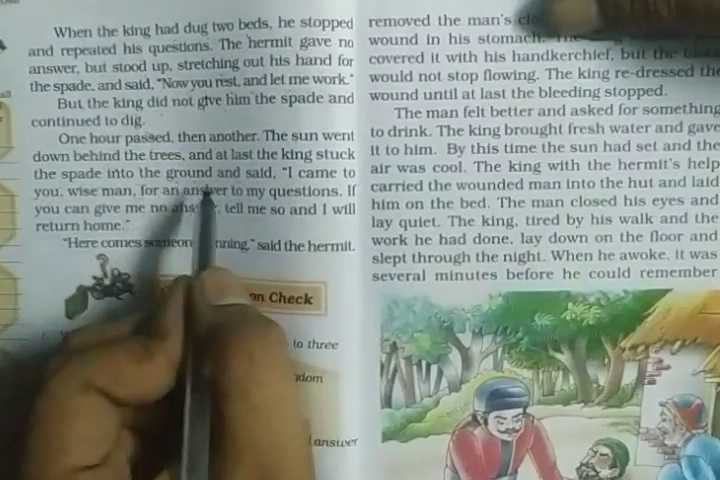 When the king had dug two beds, he stopped
and repeated his questions. The hermit gave no
answer, but stood up, stretching out his hand for
the spade, and said, "Now you rest, and let me work."
But the king did not give him the spade and
continued to dig.
One hour passed, then another. The sun went
down behind the trees, and at last the king stuck
the spade into the ground and said, "I came to
you, wise man, for an answer to my questions. If
you can give me no, tell me so and I will
return home."
"Here comes said the hermit.
Check
to three
answer
removed the man's
wound in his stomach.
covered it with his handkerchief, but the
would not stop flowing. The king re-dressed the
wound until at last the bleeding stopped.
The man felt better and asked for something
to drink. The king brought fresh water and gave
it to him. By this time the sun had set and the
air was cool. The king with the hermit's help
carried the wounded man into the hut and laid
him on the bed. The man closed his eyes and
lay quiet. The king, tired by his walk and the
work he had done, lay down on the floor and
slept through the night. When he awoke, it was
several minutes before he could remember